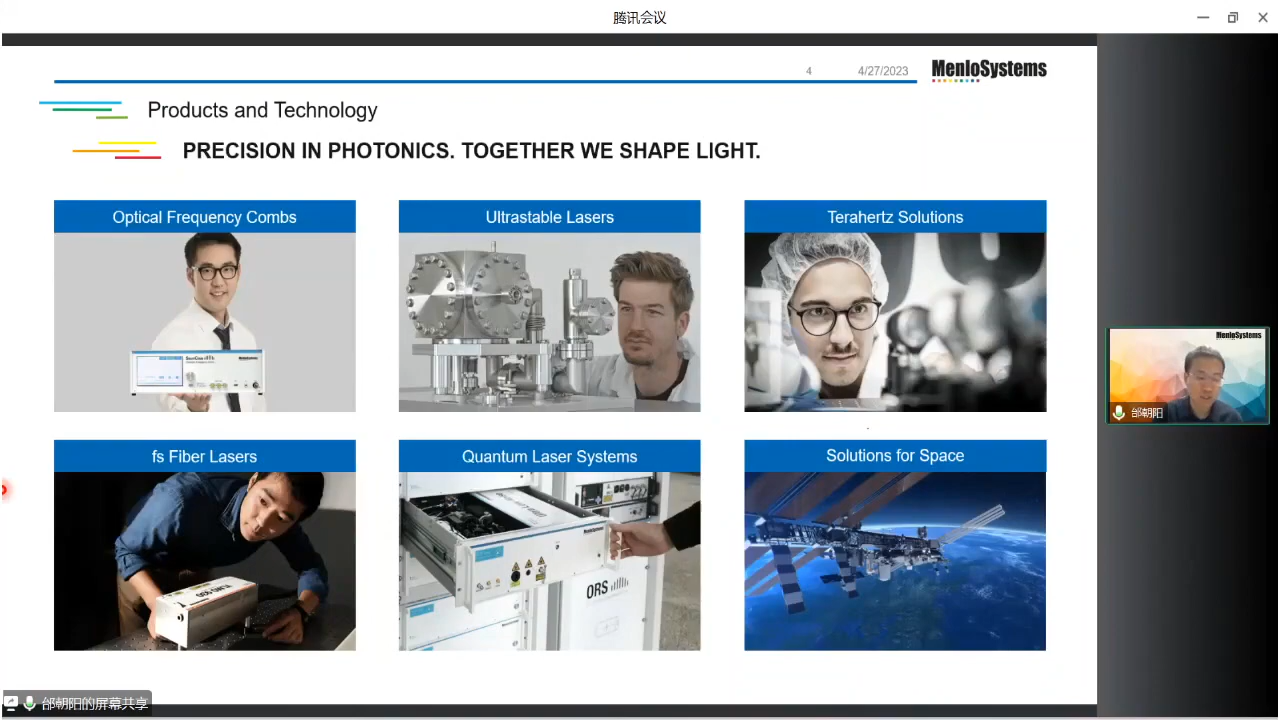 腾讯会议
4
4/27/2023
MenloSystems
Products and Technology
PRECISION IN PHOTONICS. TOGETHER WE SHAPE LIGHT.
Optical Frequency Combs
Ultrastable Lasers
Terahertz Solutions
MenloSystems
邰朝阳
fs Fiber Lasers
Quantum Laser Systems
Solutions for Space
ORS
邰朝阳的屏幕共享